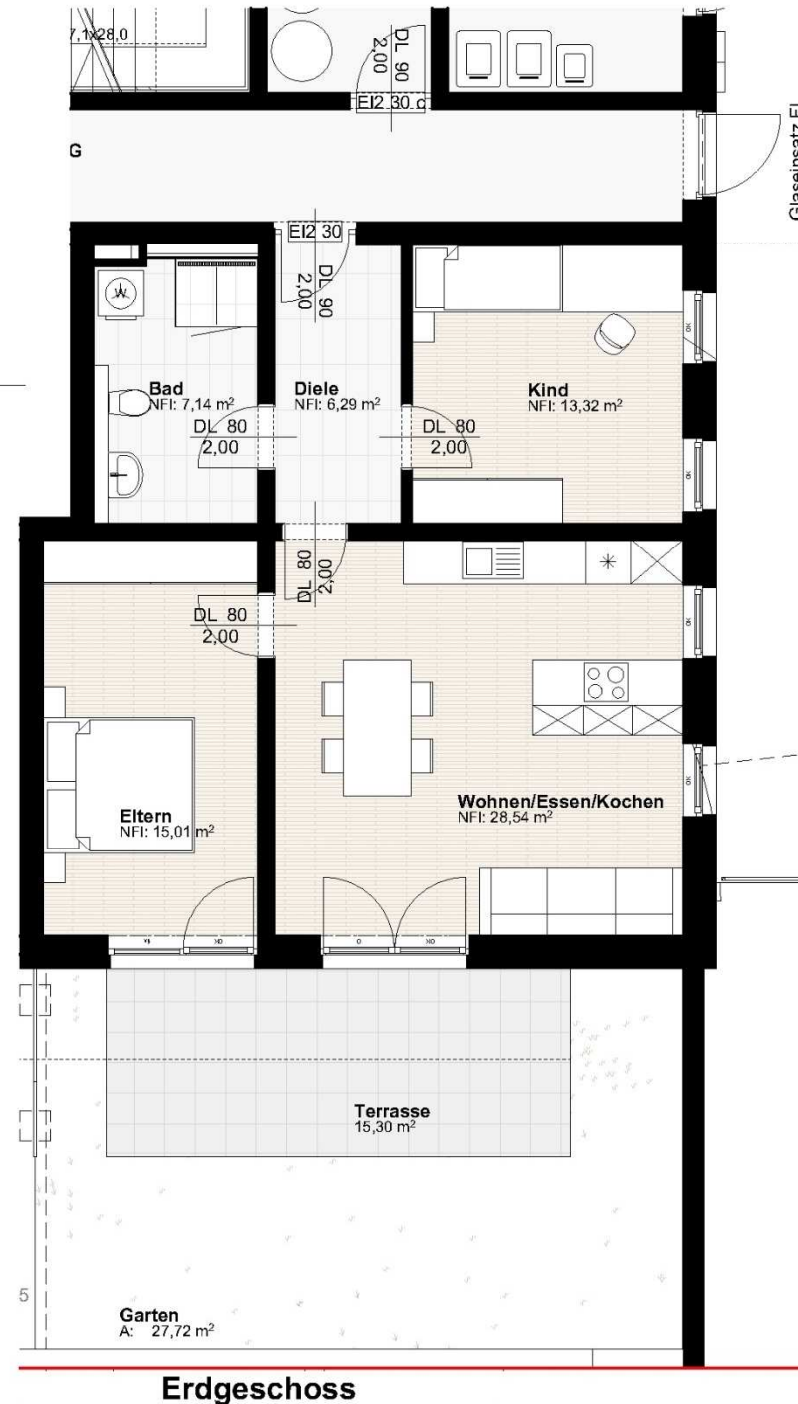 7,1x28,0
DL 90
2,00
EI2 30 c
G
Glaseinsatz EI
EI2 30
DL 90
2,00
W
Bad
NFl: 7,14 m²
Diele
NFl: 6,29 m²
Kind
NFl: 13,32 m²
DL 80
2,00
DL 80
2,00
DL 80
2,00
DL 80
2,00
Eltern
NFl: 15,01 m²
Wohnen/Essen/Kochen
NFl: 28,54 m²
Terrasse
15,30 m²
5
Garten
A: 27,72 m²
Erdgeschoss